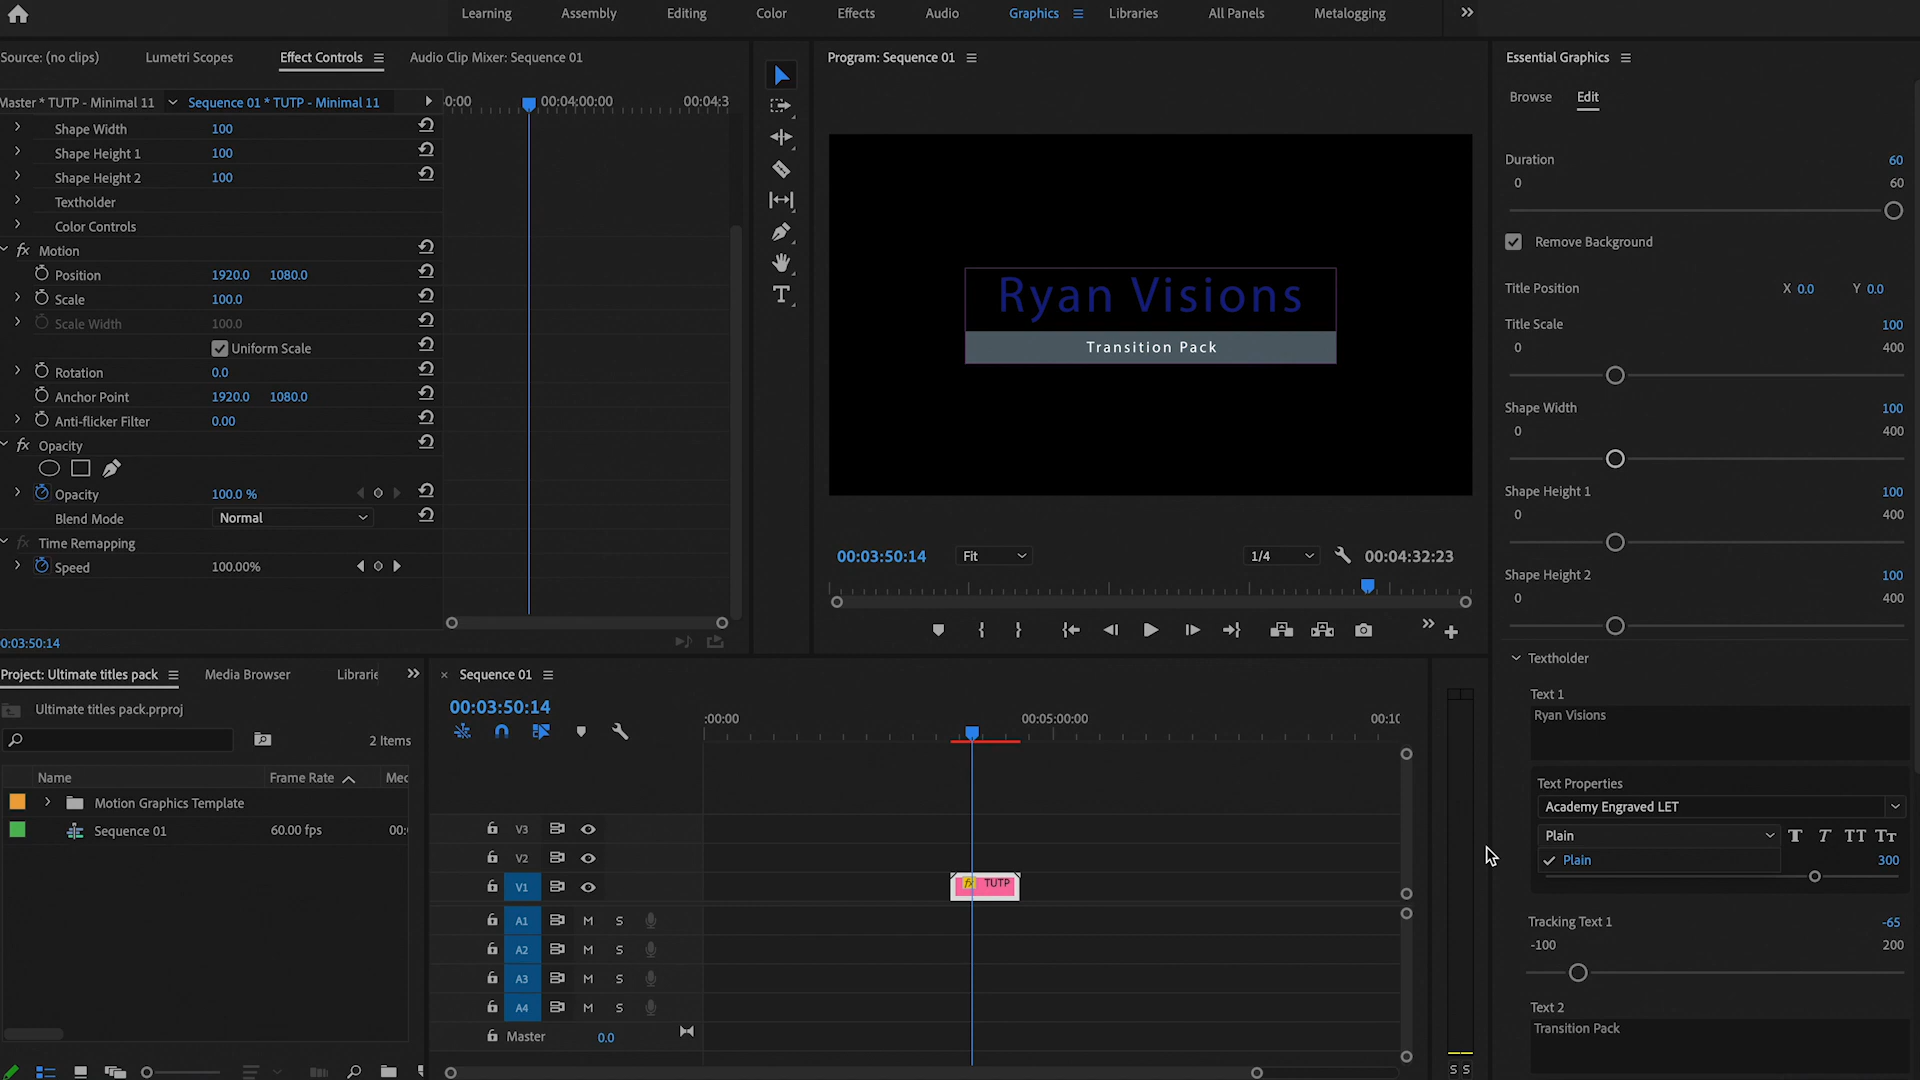 Learning Assembly Editing Color Effects Audio Graphics Libraries All Panels Metalogging
Source: (no clips) Lumetri Scopes Effect Controls Audio Clip Mixer: Sequence 01
Master * TUTP - Minimal 11 Sequence 01 * TUTP - Minimal 11
:00 00:04:00:00 00:04:3
Shape Width 100
Shape Height 1 100
Shape Height 2 100
Textholder
Color Controls
fx Motion
Position 1920.0 1080.0
Scale 100.0
Scale Width 100.0
Uniform Scale
Rotation 0.0
Anchor Point 1920.0 1080.0
Anti-flicker Filter 0.00
fx Opacity
Opacity 100.0 %
Blend Mode Normal
fx Time Remapping
Speed 100.00%
0:03:50:14
Program: Sequence 01
Ryan Visions
Transition Pack
00:03:50:14 Fit 1/4 00:04:32:23
Essential Graphics
Browse Edit
Duration 60
0 60
Remove Background
Title Position X 0.0 Y 0.0
Title Scale 100
0 400
Shape Width 100
0 400
Shape Height 1 100
0 400
Shape Height 2 100
0 400
Textholder
Text 1
Ryan Visions
Text Properties
Academy Engraved LET
Plain T T TT TT
Plain 300
Tracking Text 1 -65
-100 200
Text 2
Transition Pack
Project: Ultimate titles pack Media Browser Librarie
Ultimate titles pack.prproj
2 Items
Name Frame Rate Mec
Motion Graphics Template
Sequence 01 60.00 fps 00:
× Sequence 01
00:03:50:14
:00:00 00:05:00:00 00:10
V3
V2
V1 fx TUTP
A1 M S
A2 M S
A3 M S
A4 M S
Master 0.0
S S